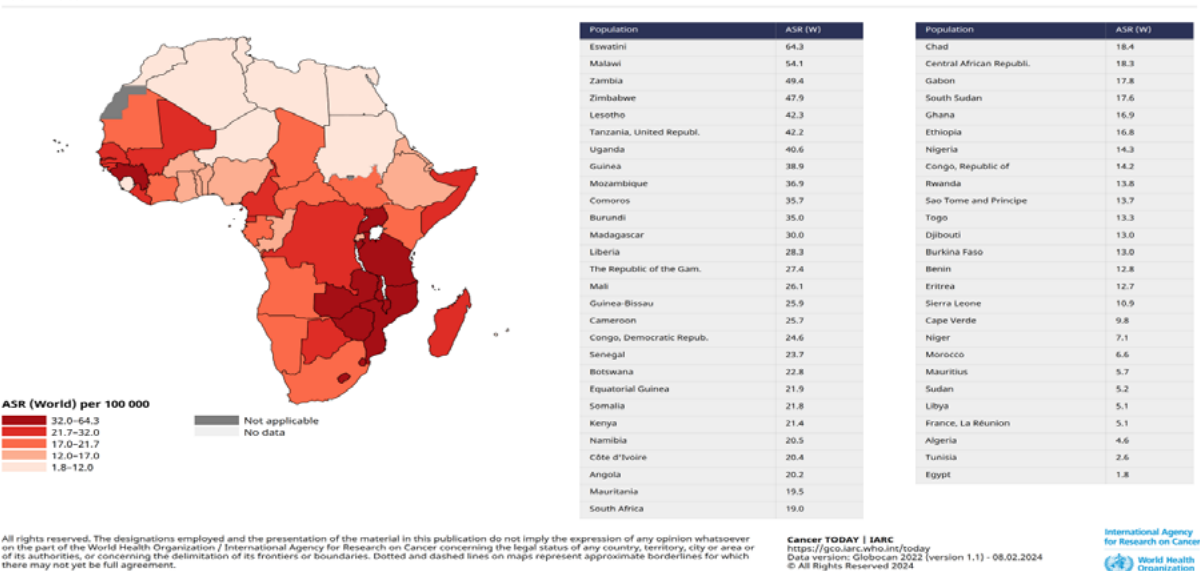 ASR (World) per 100 000
32.0–64.3
21.7–32.0
17.0–21.7
12.0–17.0
1.8–12.0
Not applicable
No data
Population ASR (W)
Eswatini 64.3
Malawi 54.1
Zambia 49.4
Zimbabwe 47.9
Lesotho 42.3
Tanzania, United Republ. 42.2
Uganda 40.6
Guinea 38.9
Mozambique 36.9
Comoros 35.7
Burundi 35.0
Madagascar 30.0
Liberia 28.3
The Republic of the Gam. 27.4
Mali 26.1
Guinea-Bissau 25.9
Cameroon 25.7
Congo, Democratic Repub. 24.6
Senegal 23.7
Botswana 22.8
Equatorial Guinea 21.9
Somalia 21.8
Kenya 21.4
Namibia 20.5
Côte d'Ivoire 20.4
Angola 20.2
Mauritania 19.5
South Africa 19.0
Population ASR (W)
Chad 18.4
Central African Republi. 18.3
Gabon 17.8
South Sudan 17.6
Ghana 16.9
Ethiopia 16.8
Nigeria 14.3
Congo, Republic of 14.2
Rwanda 13.8
Sao Tome and Principe 13.7
Togo 13.3
Djibouti 13.0
Burkina Faso 13.0
Benin 12.8
Eritrea 12.7
Sierra Leone 10.9
Cape Verde 9.8
Niger 7.1
Morocco 6.6
Mauritius 5.7
Sudan 5.2
Libya 5.1
France, La Réunion 5.1
Algeria 4.6
Tunisia 2.6
Egypt 1.8
All rights reserved. The designations employed and the presentation of the material in this publication do not imply the expression of any opinion whatsoever
on the part of the World Health Organization / International Agency for Research on Cancer concerning the legal status of any country, territory, city or area or
of its authorities, or concerning the delimitation of its frontiers or boundaries. Dotted and dashed lines on maps represent approximate borderlines for which
there may not yet be full agreement.
Cancer TODAY | IARC
https://gco.iarc.who.int/today
Data version: Globocan 2022 (version 1.1) - 08.02.2024
© All Rights Reserved 2024
International Agency
for Research on Cancer
World Health
Organization